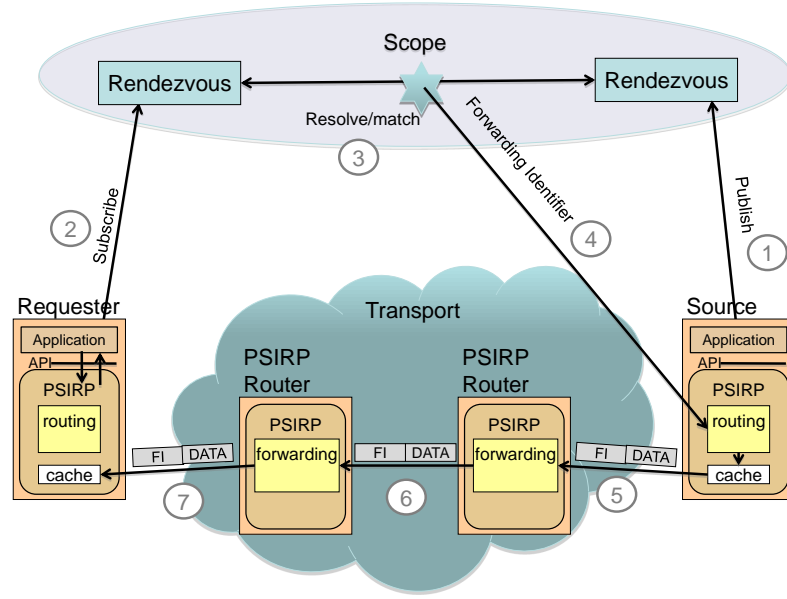 Scope
Rendezvous
Rendezvous
Resolve/match
3
Forwarding Identifier
4
Subscribe
2
Publish
1
Requester
Application
API
PSIRP
routing
cache
Transport
PSIRP
Router
PSIRP
forwarding
PSIRP
Router
PSIRP
forwarding
Source
Application
API
PSIRP
routing
cache
FI DATA
7
FI DATA
6
FI DATA
5